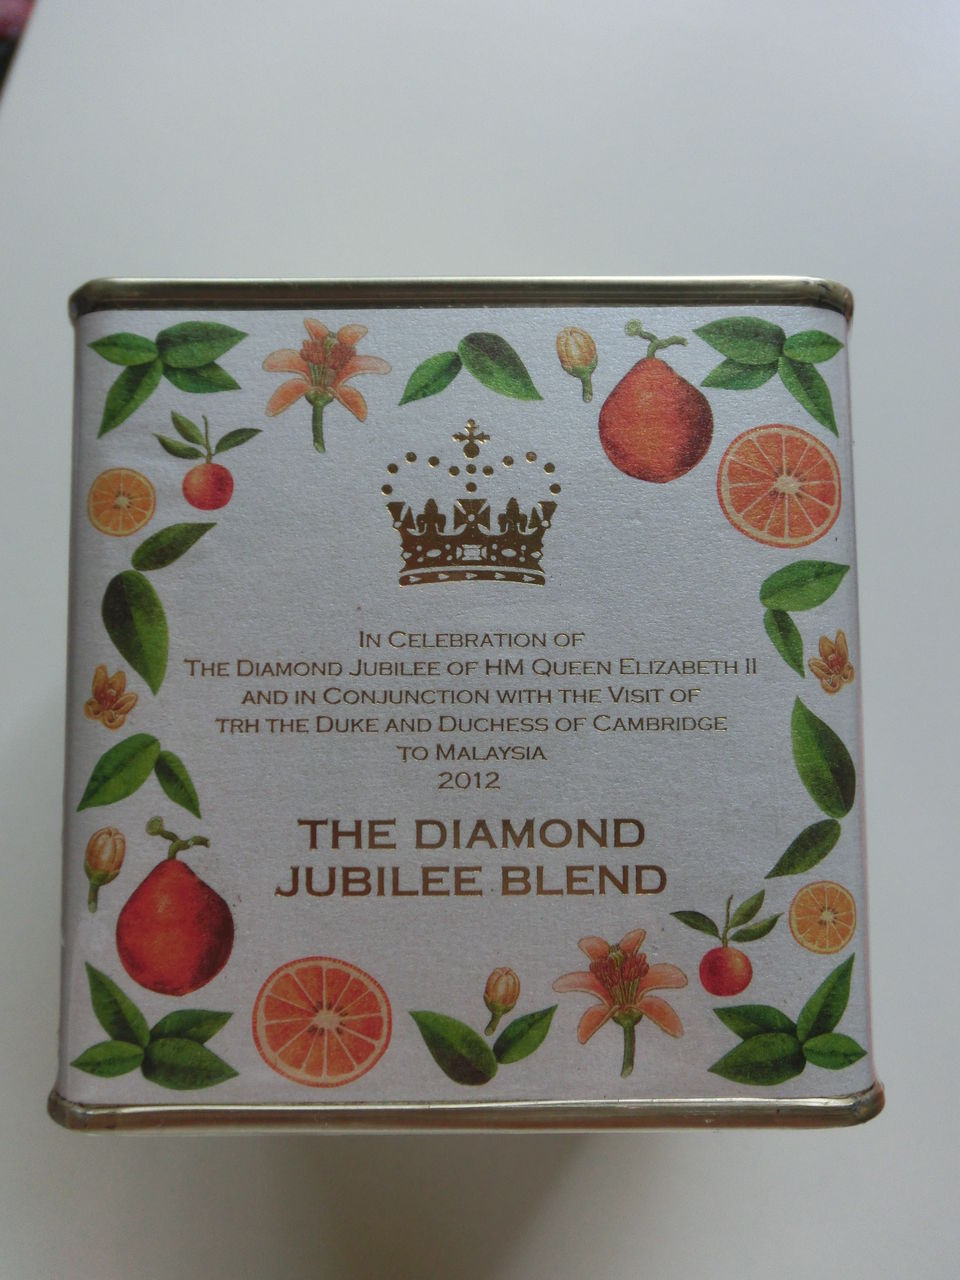 In Celebration of
The Diamond Jubilee of HM Queen Elizabeth II
and in Conjunction with the Visit of
TRH the Duke and Duchess of Cambridge
to Malaysia
2012
THE DIAMOND
JUBILEE BLEND